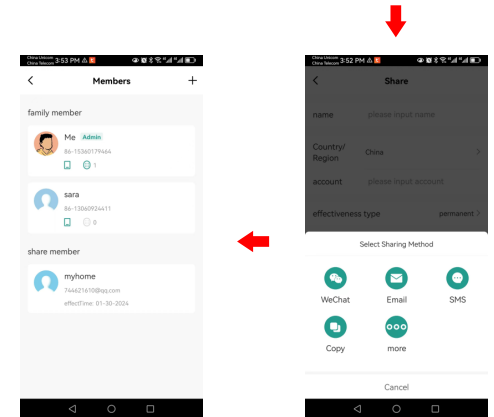 China Unicom
China Telecom
3:53 PM
Members
family member
Me Admin
86-15360179464
1
sara
86-13060924411
0
share member
myhome
744621610@qq.com
effectTime 01-30-2024
China Unicom
China Telecom
3:52 PM
Share
name please input name
Country/
Region China
account please input account
effectiveness type permanent
Select Sharing Method
WeChat Email SMS
Copy more
Cancel